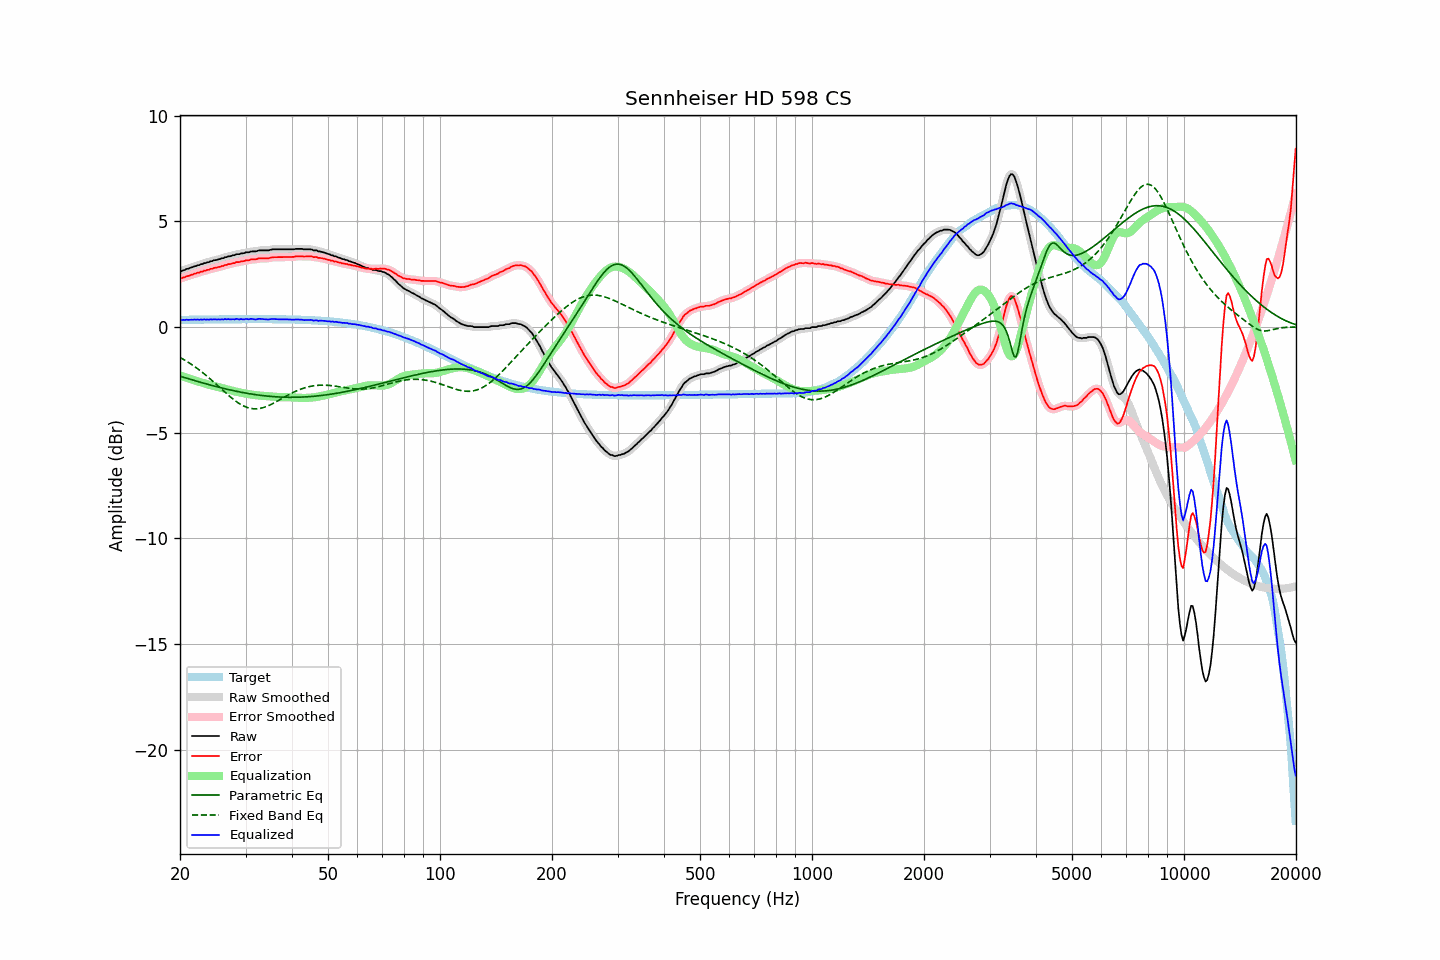 Sennheiser HD 598 CS
10
5
0
−5
−10
−15
−20
Amplitude (dBr)
Target
Raw Smoothed
Error Smoothed
Raw
Error
Equalization
Parametric Eq
Fixed Band Eq
Equalized
20 50 100 200 500 1000 2000 5000 10000 20000
Frequency (Hz)